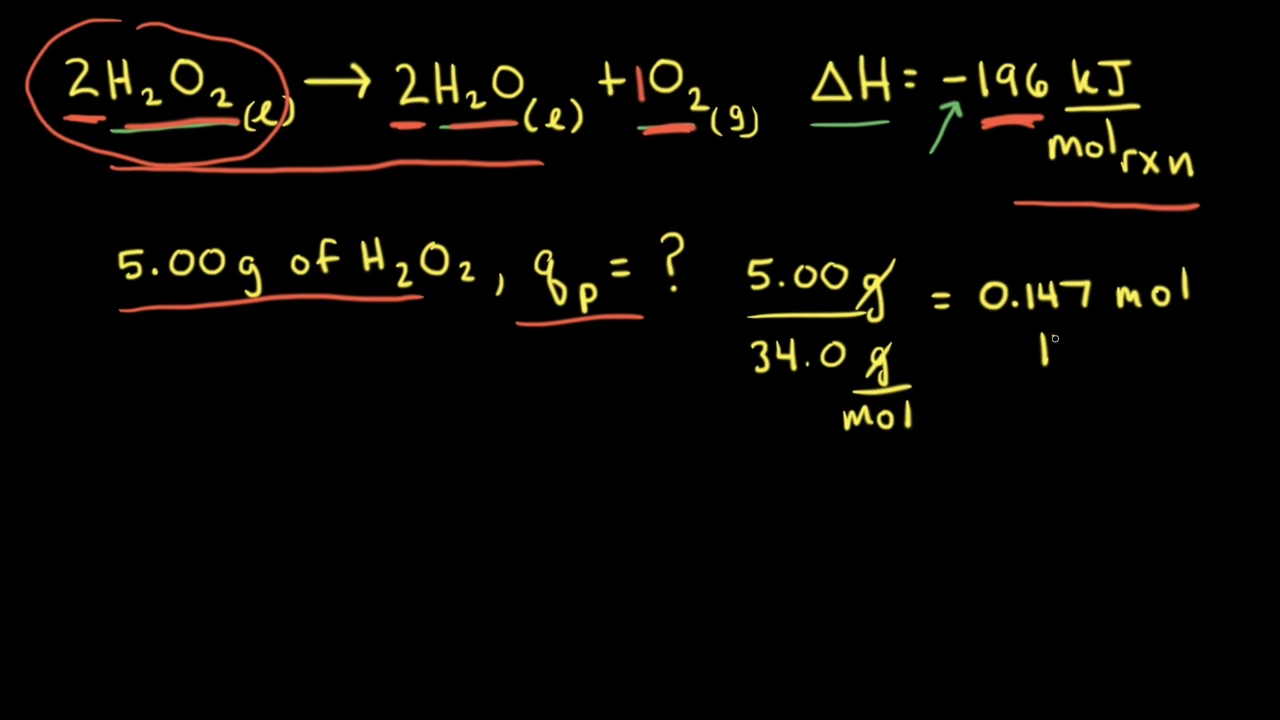 2H₂O₂(l) → 2H₂O(l) + 1O₂(g) ΔH = -196 kJ/mol rxn
5.00 g of H₂O₂, qp = ? 5.00 g / 34.0 g/mol = 0.147 mol